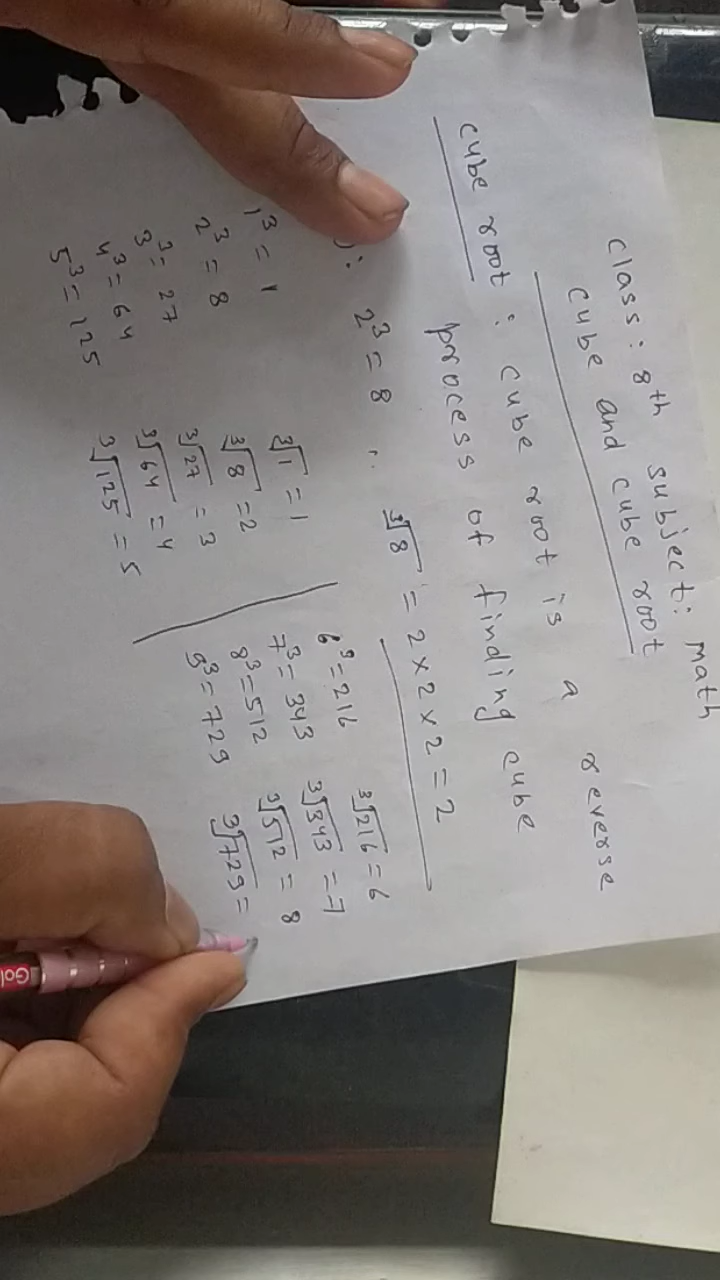 class: 8th subject: math
cube and cube root
cube root: cube root is a reverse
process of finding cube
2³ = 8 ∛8 = 2×2×2 = 2
1³ = 1 ∛1 = 1
2³ = 8 ∛8 = 2
3³ = 27 ∛27 = 3
4³ = 64 ∛64 = 4
5³ = 125 ∛125 = 5
6³ = 216 ∛216 = 6
7³ = 343 ∛343 = 7
8³ = 512 ∛512 = 8
9³ = 729 ∛729 =